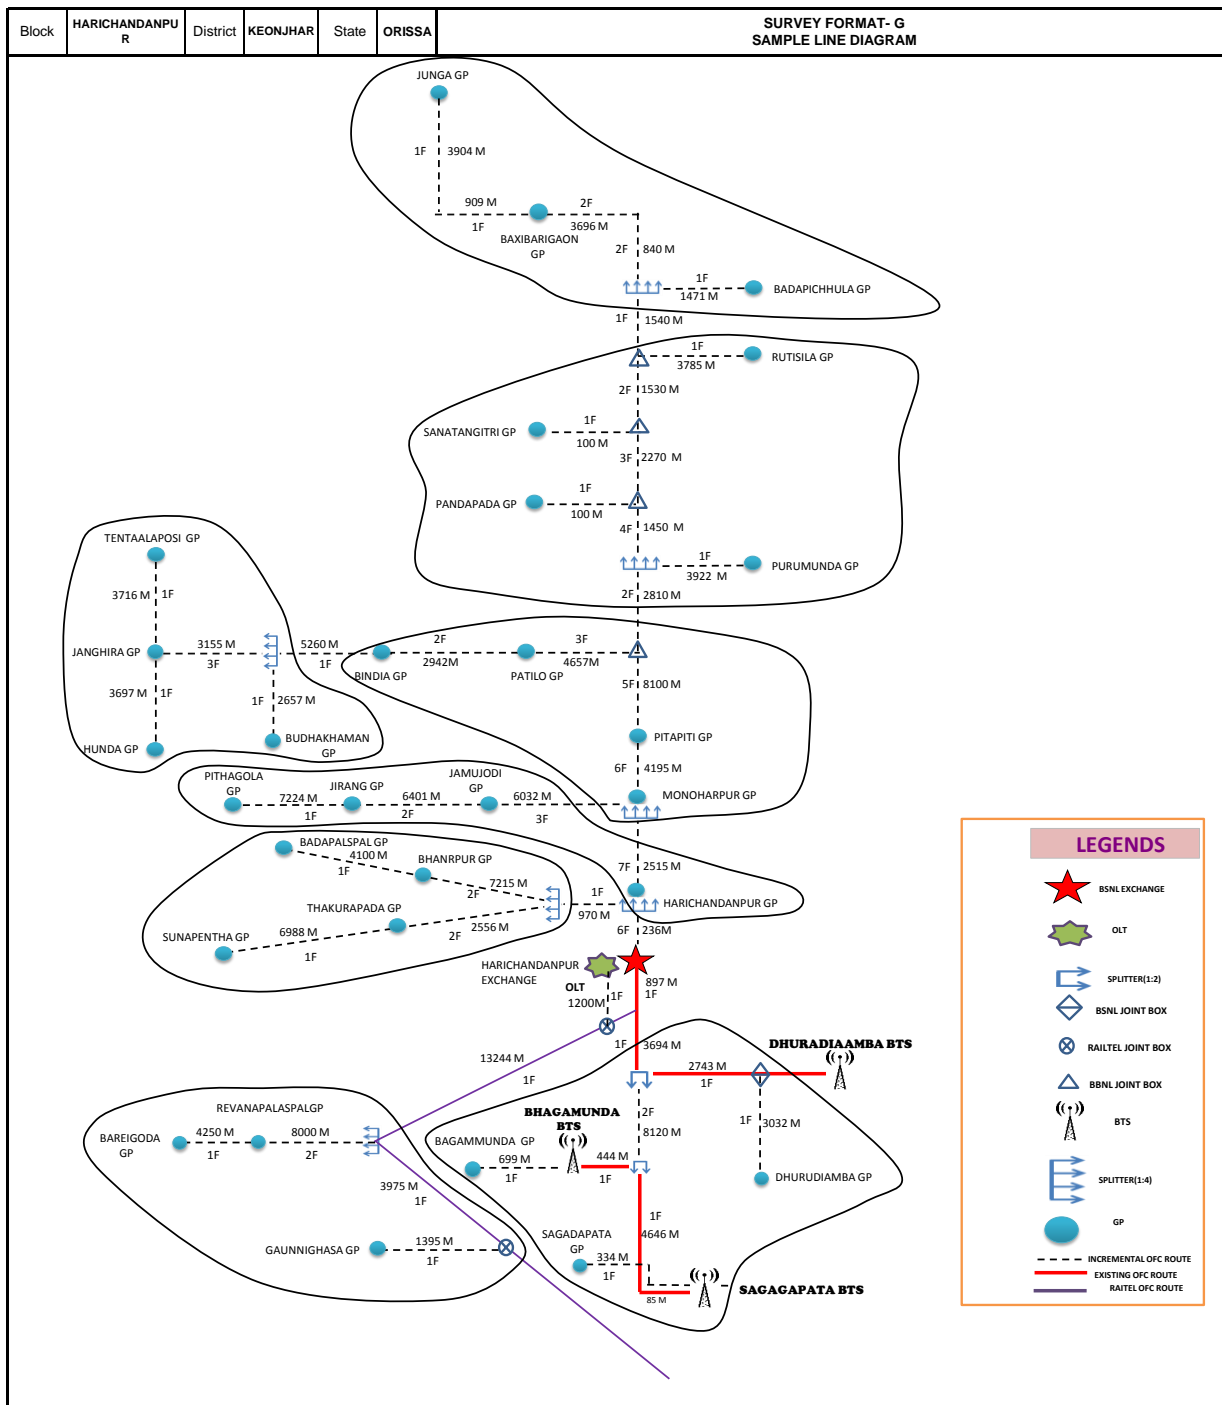 Block
HARICHANDANPU
R
District
KEONJHAR
State
ORISSA
SURVEY FORMAT- G
SAMPLE LINE DIAGRAM
JUNGA GP
1F 3904 M
909 M
1F
BAXIBARIGAON
GP
2F
3696 M
2F 840 M
1F
1471 M
BADAPICHHULA GP
1F 1540 M
1F
3785 M
RUTISILA GP
2F 1530 M
SANATANGITRI GP
1F
100 M
3F 2270 M
PANDAPADA GP
1F
100 M
4F 1450 M
1F
3922 M
PURUMUNDA GP
2F 2810 M
TENTAALAPOSI GP
3716 M 1F
JANGHIRA GP
3155 M
3F
5260 M
1F
BINDIA GP
2F
2942M
PATILO GP
3F
4657M
3697 M 1F
1F 2657 M
HUNDA GP
BUDHAKHAMAN
GP
5F 8100 M
PITAPITI GP
6F 4195 M
MONOHARPUR GP
PITHAGOLA
GP
7224 M
1F
JIRANG GP
6401 M
2F
JAMUJODI
GP
6032 M
3F
7F 2515 M
HARICHANDANPUR GP
BADAPALSPAL GP
4100 M
1F
BHANRPUR GP
7215 M
2F
THAKURAPADA GP
2556 M
2F
SUNAPENTHA GP
6988 M
1F
1F
970 M
6F 236M
HARICHANDANPUR
EXCHANGE
OLT
1200M
1F
897 M
1F
1F 3694 M
13244 M
1F
2743 M
1F
DHURADIAAMBA BTS
1F 3032 M
DHURUDIAMBA GP
2F
8120 M
BHAGAMUNDA
BTS
444 M
1F
BAGAMMUNDA GP
699 M
1F
REVANAPALASPALGP
BAREIGODA
GP
4250 M
1F
8000 M
2F
3975 M
1F
GAUNNIGHASA GP
1395 M
1F
1F
4646 M
SAGADAPATA
GP
334 M
1F
85 M
SAGAGAPATA BTS
LEGENDS
BSNL EXCHANGE
OLT
SPLITTER(1:2)
BSNL JOINT BOX
RAILTEL JOINT BOX
BBNL JOINT BOX
BTS
SPLITTER(1:4)
GP
INCREMENTAL OFC ROUTE
EXISTING OFC ROUTE
RAITEL OFC ROUTE